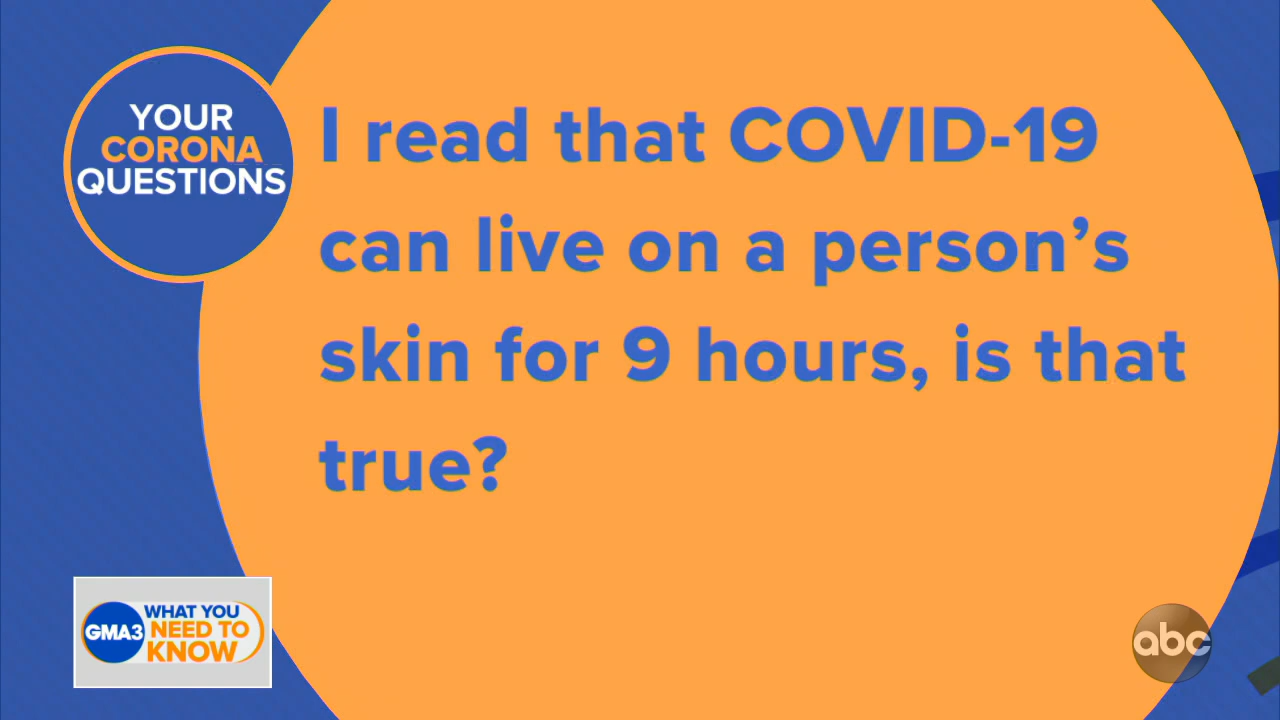 YOUR
CORONA
QUESTIONS
I read that COVID-19
can live on a person’s
skin for 9 hours, is that
true?
GMA3
WHAT YOU
NEED TO
KNOW
abc